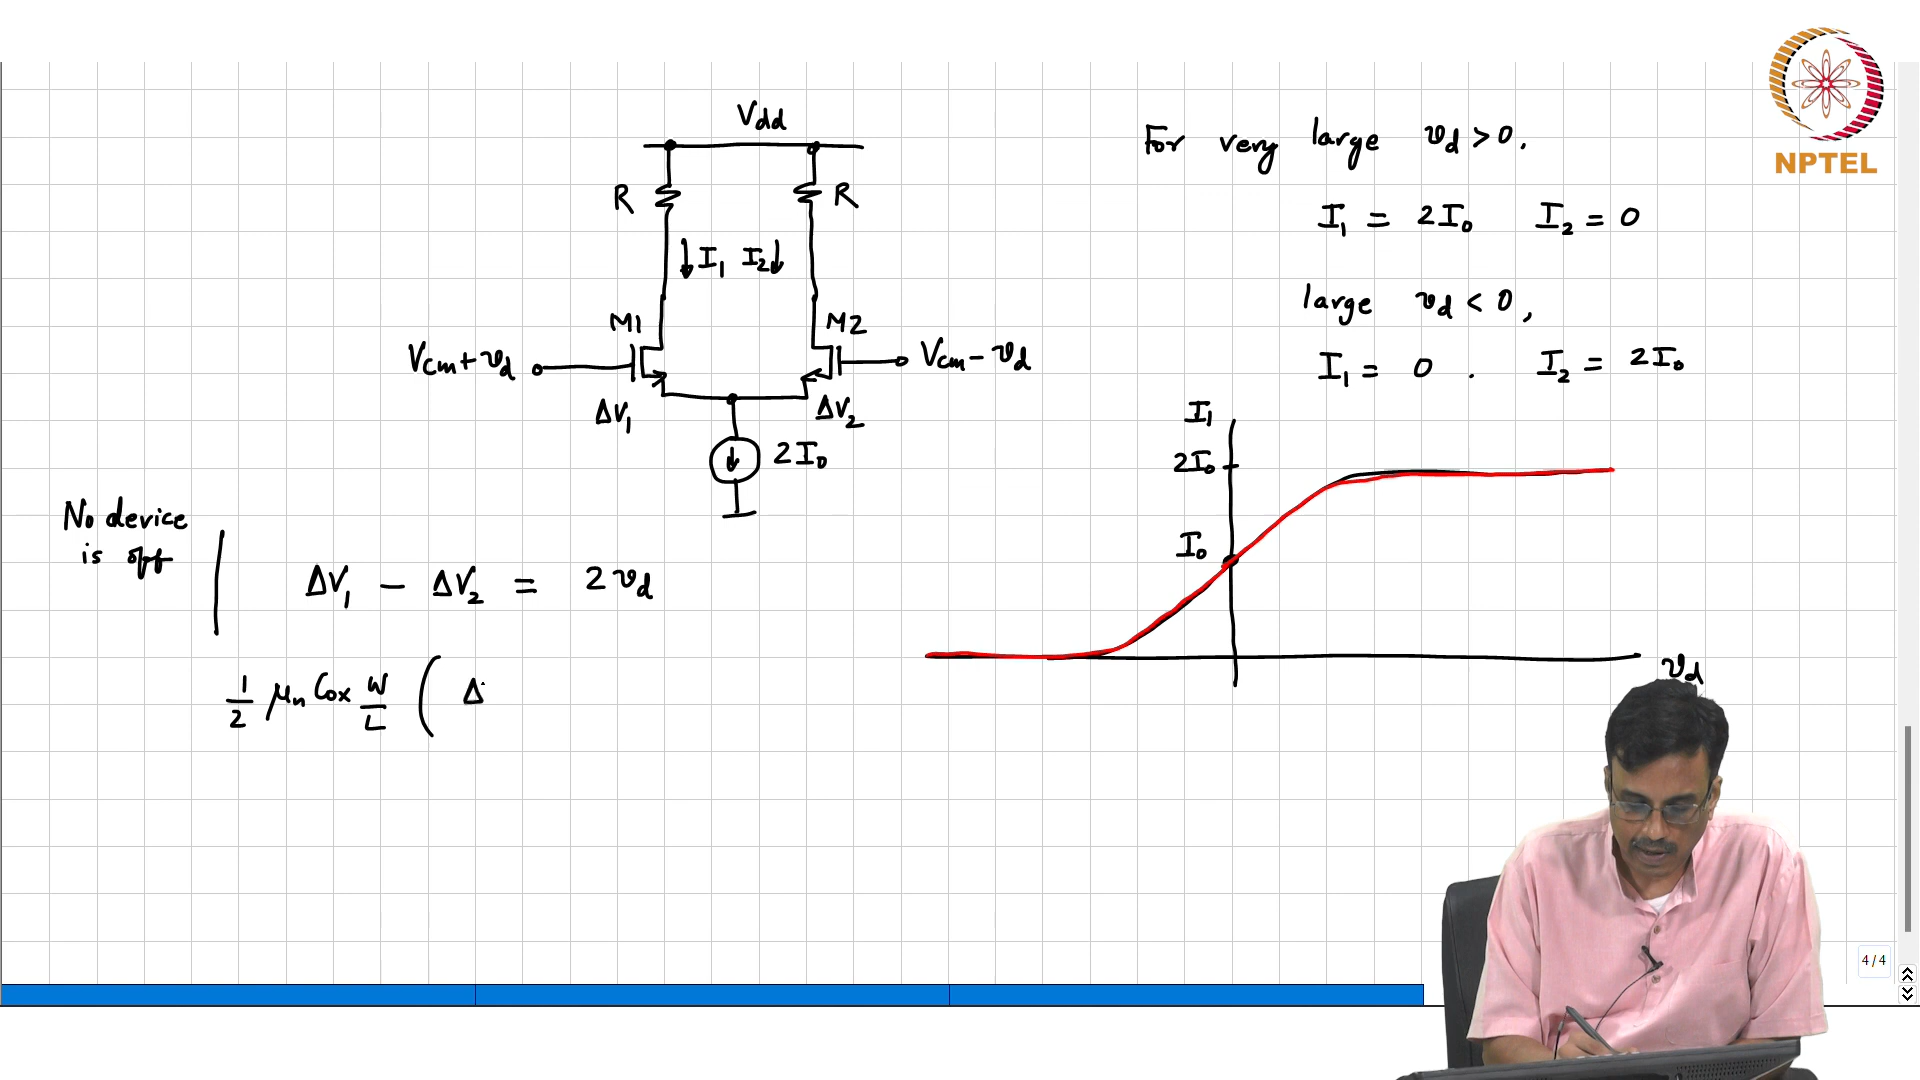 Vdd
R
R
I₁ I₂
M1
M2
Vcm+vd
Vcm-vd
ΔV₁
ΔV₂
2I₀
No device
is off
ΔV₁ - ΔV₂ = 2vd
1/2 μn Cox W/L ( Δ
For very large vd > 0,
I₁ = 2I₀ I₂ = 0
large vd < 0,
I₁ = 0 . I₂ = 2I₀
I₁
2I₀
I₀
vd
NPTEL
4 / 4